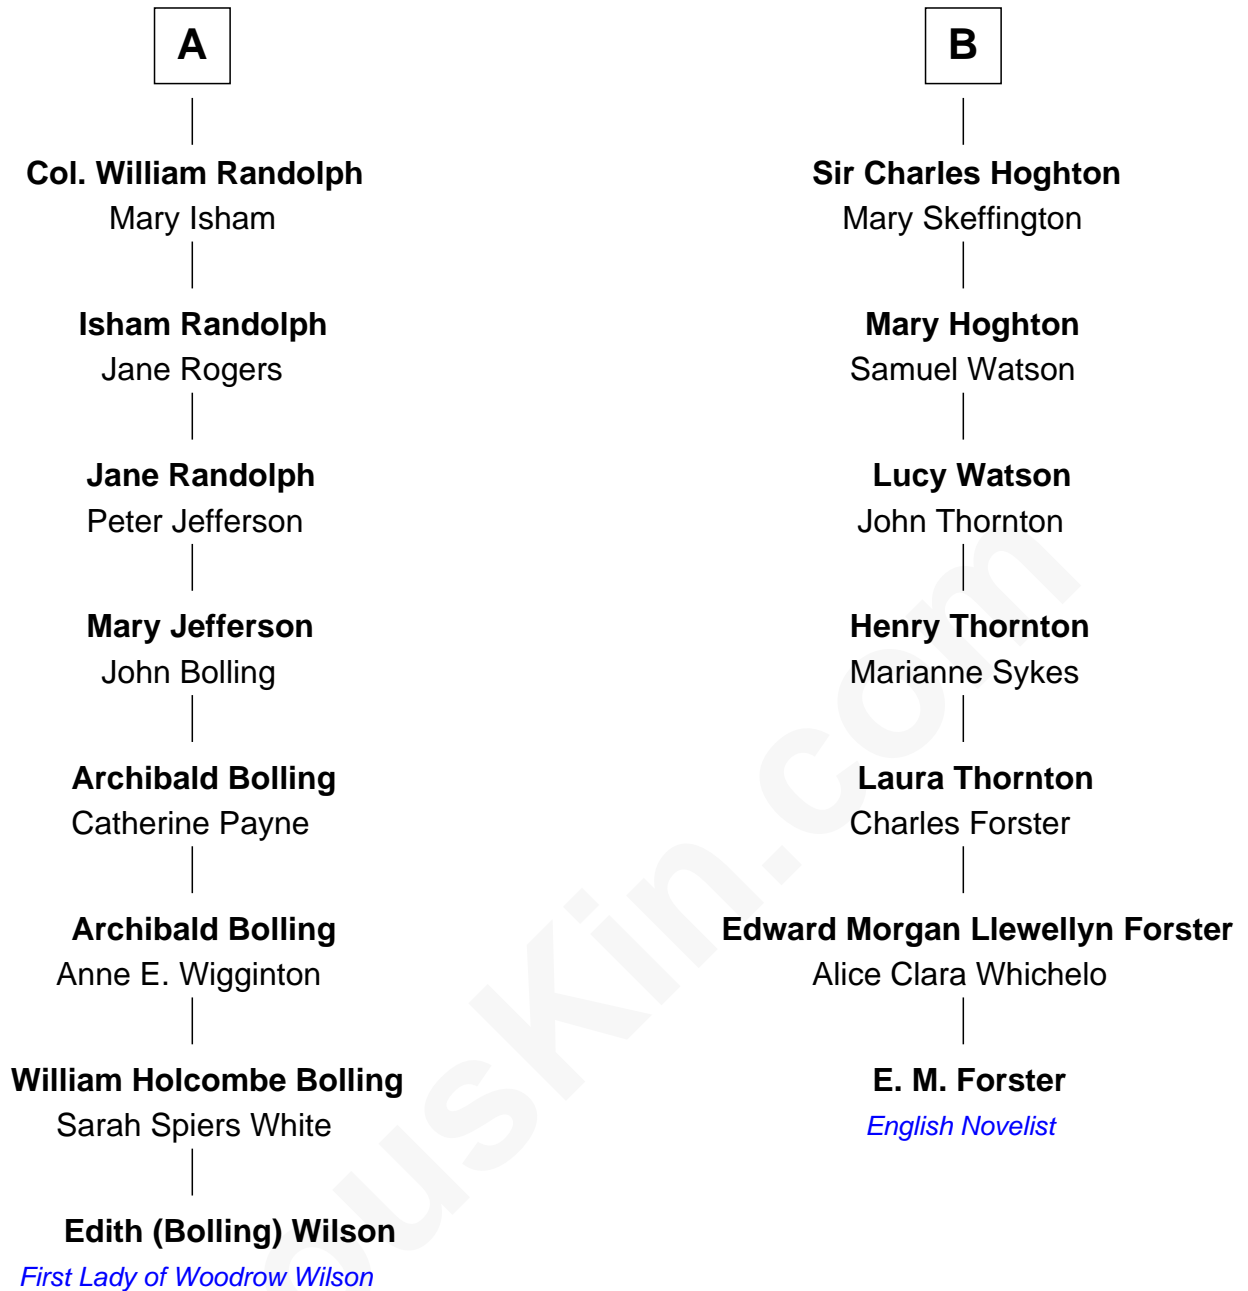 A
Col. William Randolph
Mary Isham
Isham Randolph
Jane Rogers
Jane Randolph
Peter Jefferson
Mary Jefferson
John Bolling
Archibald Bolling
Catherine Payne
Archibald Bolling
Anne E. Wigginton
William Holcombe Bolling
Sarah Spiers White
Edith (Bolling) Wilson
First Lady of Woodrow Wilson
B
Sir Charles Hoghton
Mary Skeffington
Mary Hoghton
Samuel Watson
Lucy Watson
John Thornton
Henry Thornton
Marianne Sykes
Laura Thornton
Charles Forster
Edward Morgan Llewellyn Forster
Alice Clara Whichelo
E. M. Forster
English Novelist